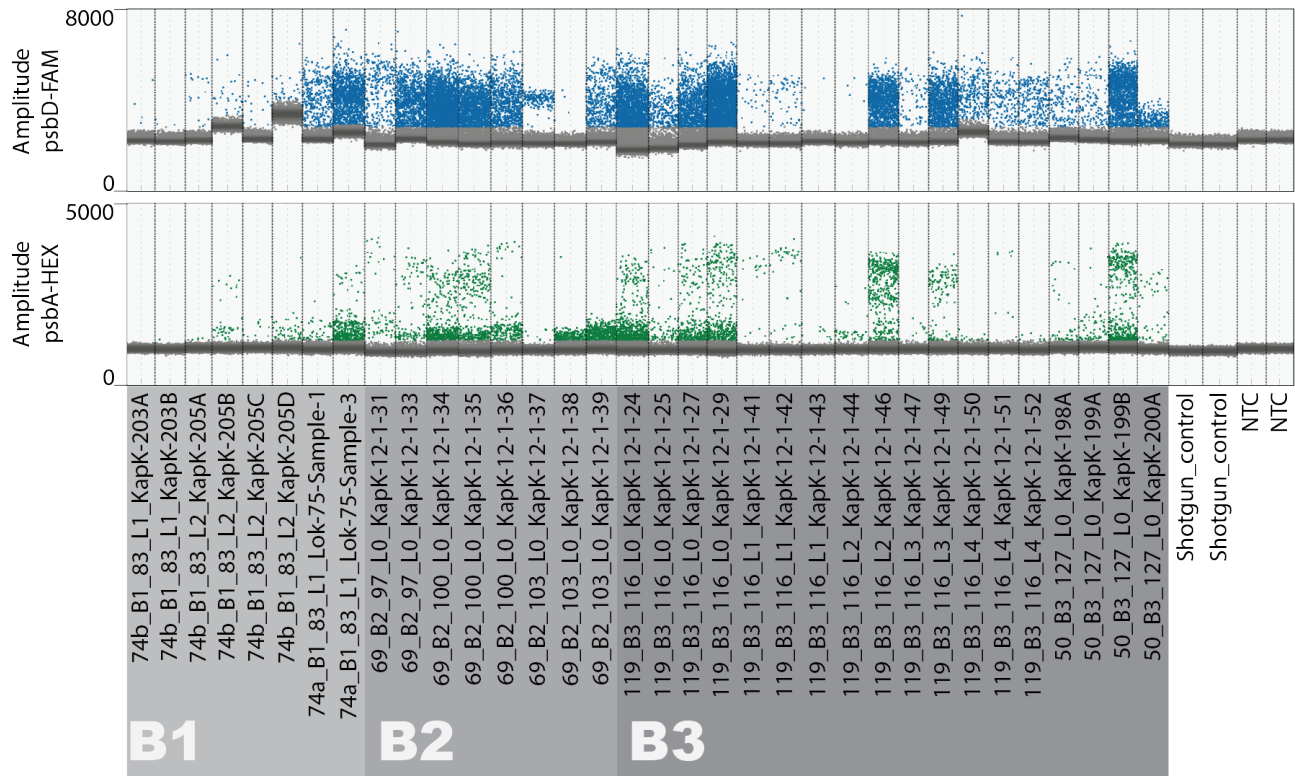 Amplitude
psbD-FAM
8000
0
Amplitude
psbA-HEX
5000
0
74b_B1_83_L1_KapK-203A
74b_B1_83_L1_KapK-203B
74b_B1_83_L2_KapK-205A
74b_B1_83_L2_KapK-205B
74b_B1_83_L2_KapK-205C
74b_B1_83_L2_KapK-205D
74a_B1_83_L1_Lok-75-Sample-1
74a_B1_83_L1_Lok-75-Sample-3
69_B2_97_L0_KapK-12-1-31
69_B2_97_L0_KapK-12-1-33
69_B2_100_L0_KapK-12-1-34
69_B2_100_L0_KapK-12-1-35
69_B2_100_L0_KapK-12-1-36
69_B2_103_L0_KapK-12-1-37
69_B2_103_L0_KapK-12-1-38
69_B2_103_L0_KapK-12-1-39
119_B3_116_L0_KapK-12-1-24
119_B3_116_L0_KapK-12-1-25
119_B3_116_L0_KapK-12-1-27
119_B3_116_L0_KapK-12-1-29
119_B3_116_L1_KapK-12-1-41
119_B3_116_L1_KapK-12-1-42
119_B3_116_L1_KapK-12-1-43
119_B3_116_L2_KapK-12-1-44
119_B3_116_L2_KapK-12-1-46
119_B3_116_L3_KapK-12-1-47
119_B3_116_L3_KapK-12-1-49
119_B3_116_L4_KapK-12-1-50
119_B3_116_L4_KapK-12-1-51
119_B3_116_L4_KapK-12-1-52
50_B3_127_L0_KapK-198A
50_B3_127_L0_KapK-199A
50_B3_127_L0_KapK-199B
50_B3_127_L0_KapK-200A
Shotgun_control
Shotgun_control
NTC
NTC
B1
B2
B3